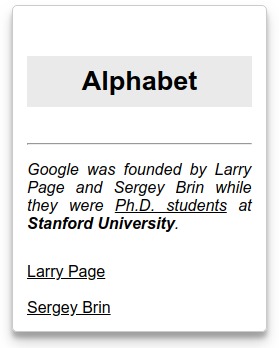 Alphabet
Google was founded by Larry
Page and Sergey Brin while
they were Ph.D. students at
Stanford University.
Larry Page
Sergey Brin